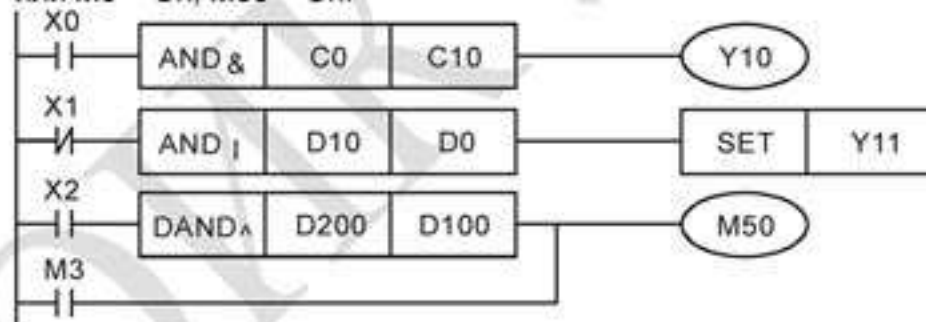 X0
AND & C0 C10 Y10
X1
AND | D10 D0 SET Y11
X2
DAND^ D200 D100 M50
M3